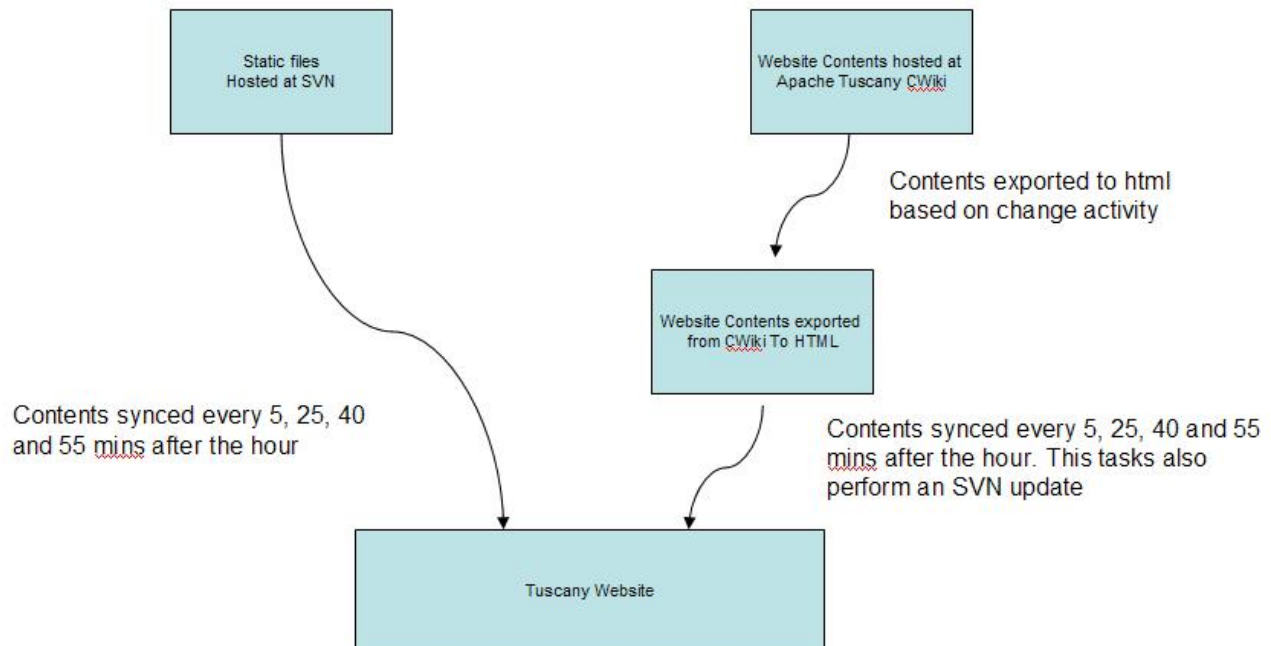 Static files
Hosted at SVN
Website Contents hosted at
Apache Tuscany CWiki
Contents exported to html
based on change activity
Website Contents exported
from CWiki To HTML
Contents synced every 5, 25, 40
and 55 mins after the hour
Contents synced every 5, 25, 40 and 55
mins after the hour. This tasks also
perform an SVN update
Tuscany Website